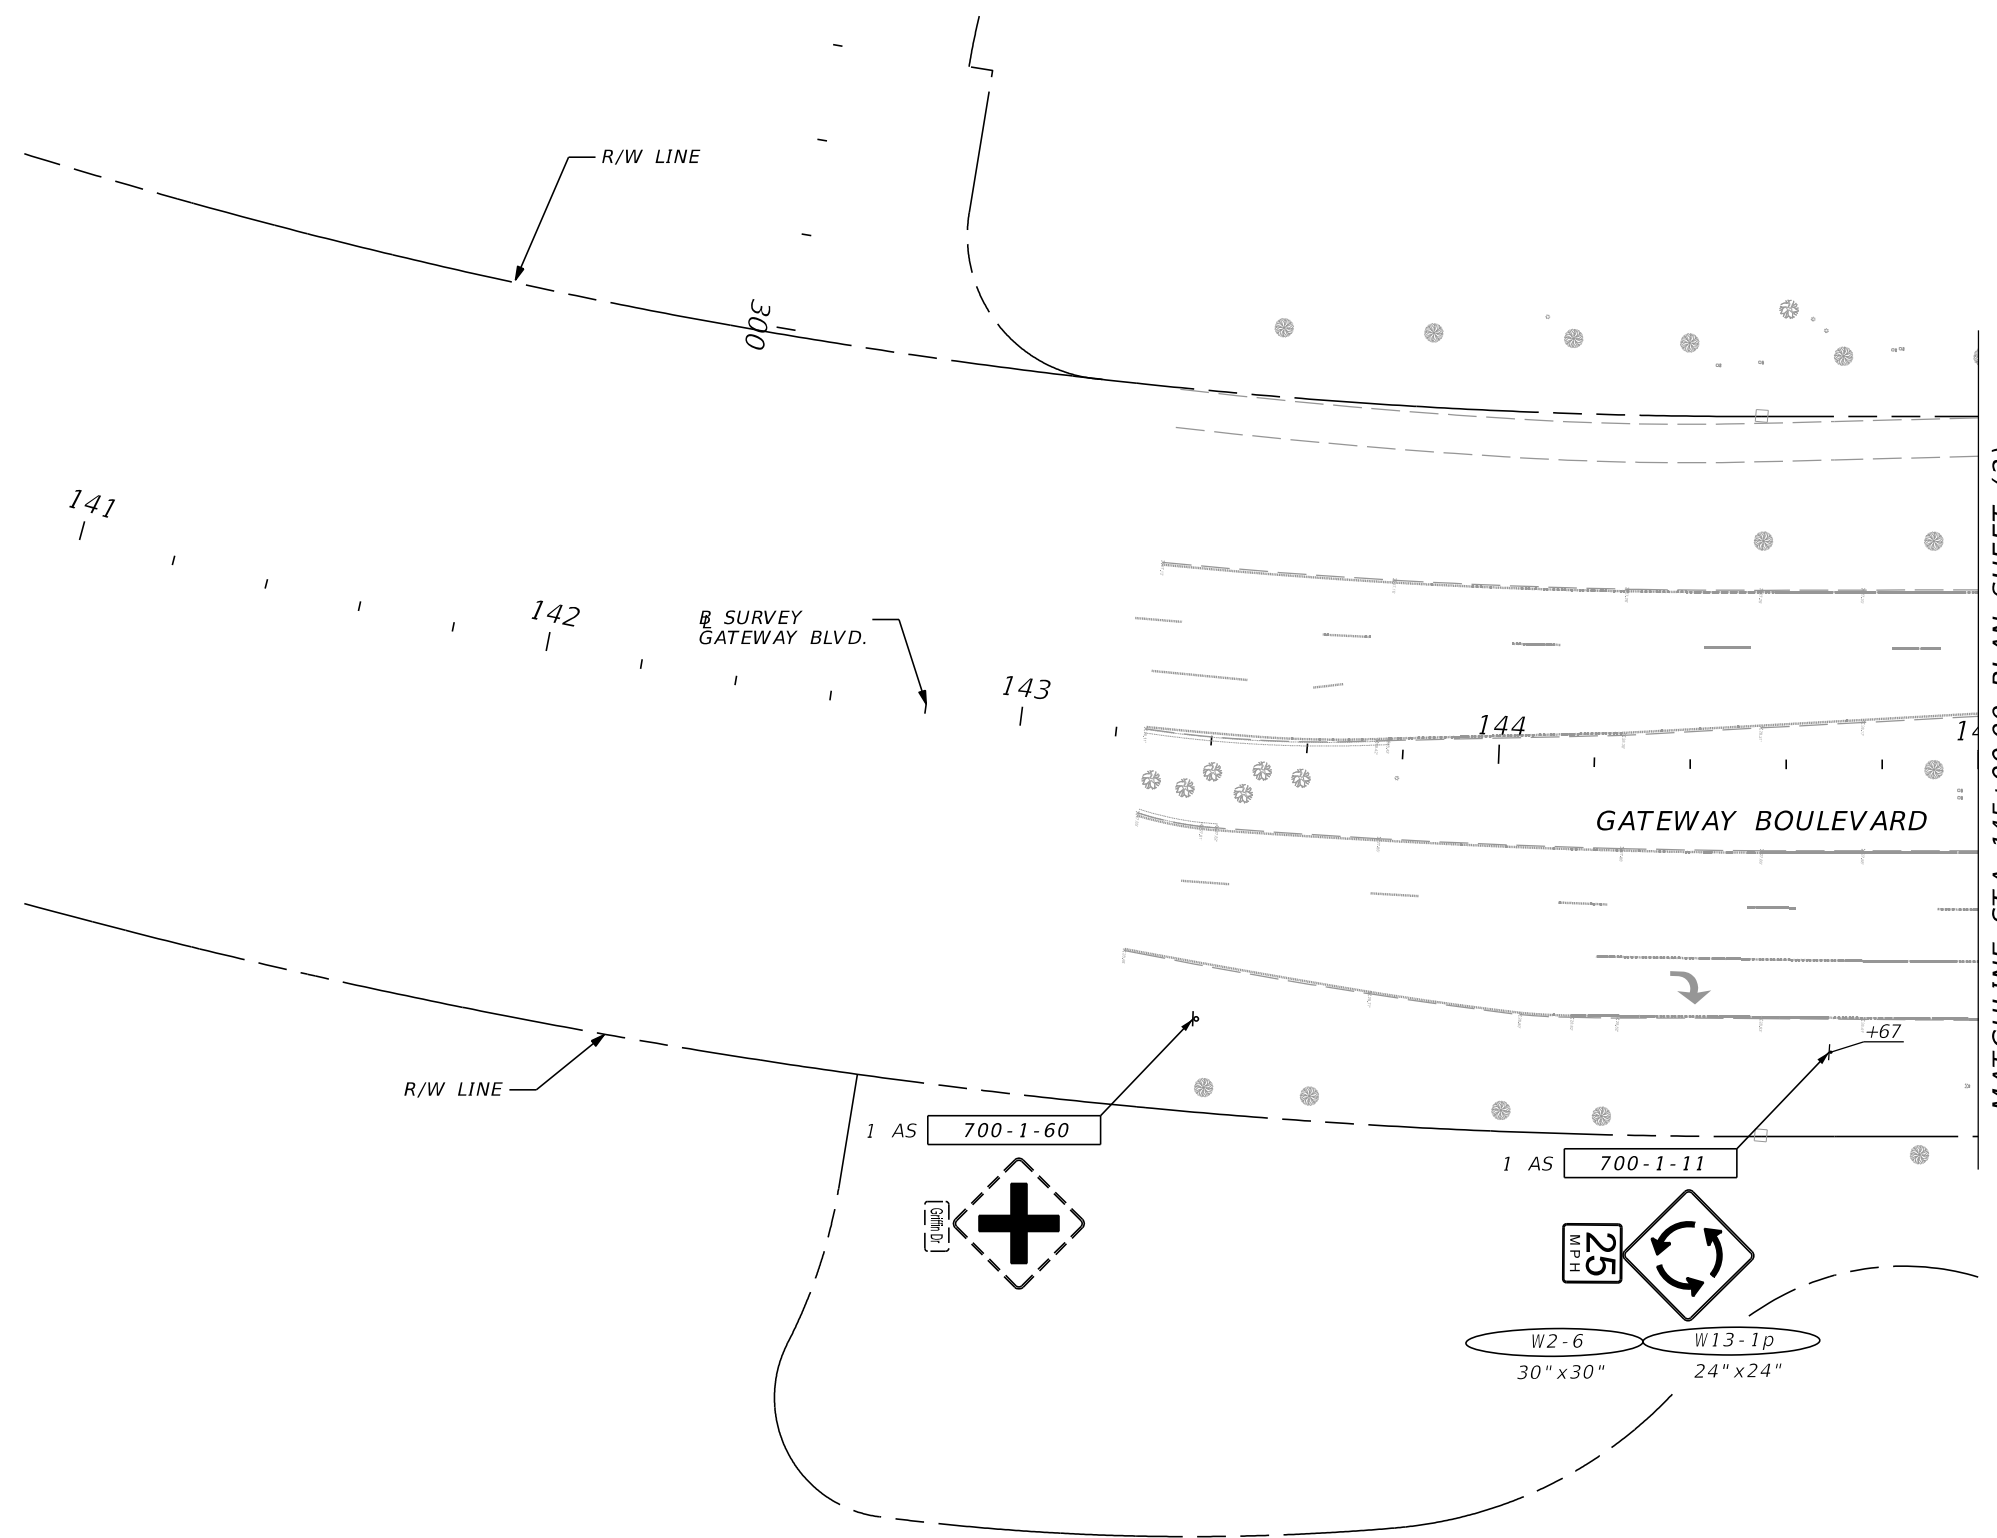 R/W LINE
300
141
142
143
144
℄ SURVEY
GATEWAY BLVD.
GATEWAY BOULEVARD
+67
R/W LINE
1 AS 700-1-60
Griffin Dr
1 AS 700-1-11
25
MPH
W2-6 W13-1p
30"x30" 24"x24"